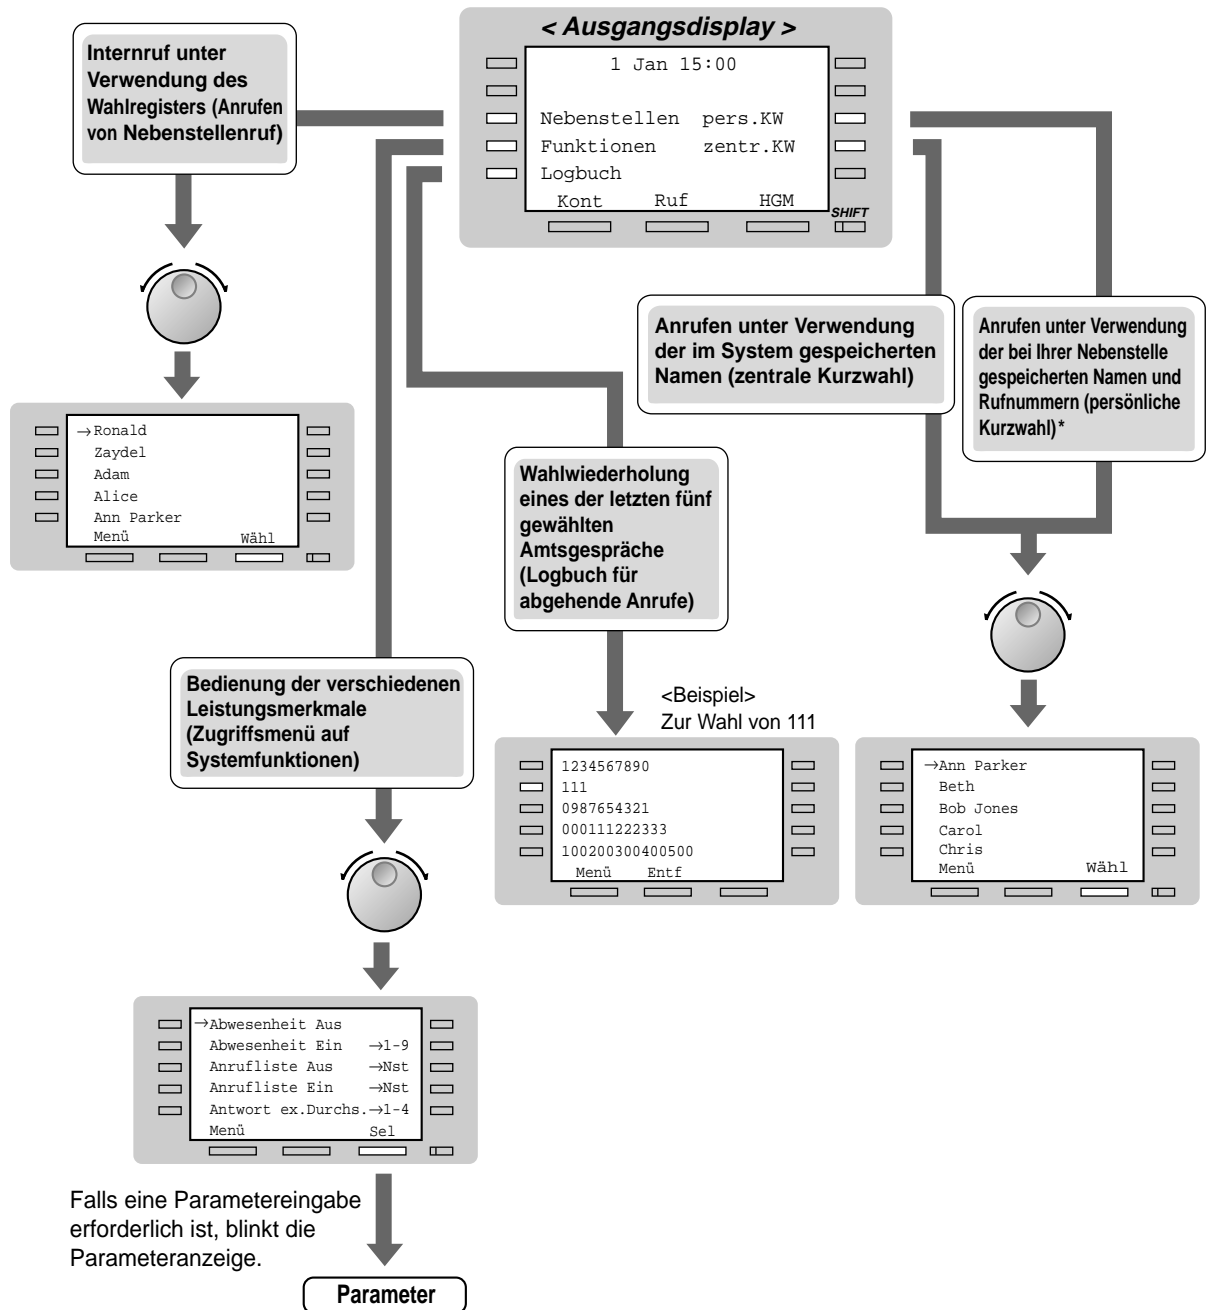 < Ausgangsdisplay >
1 Jan 15:00
Nebenstellen pers.KW
Funktionen zentr.KW
Logbuch
Kont Ruf HGM
SHIFT
Internruf unter
Verwendung des
Wahlregisters (Anrufen
von Nebenstellenruf)
→Ronald
Zaydel
Adam
Alice
Ann Parker
Menü Wähl
Anrufen unter Verwendung
der im System gespeicherten
Namen (zentrale Kurzwahl)
Anrufen unter Verwendung
der bei Ihrer Nebenstelle
gespeicherten Namen und
Rufnummern (persönliche
Kurzwahl)*
Wahlwiederholung
eines der letzten fünf
gewählten
Amtsgespräche
(Logbuch für
abgehende Anrufe)
Bedienung der verschiedenen
Leistungsmerkmale
(Zugriffsmenü auf
Systemfunktionen)
<Beispiel>
Zur Wahl von 111
1234567890
111
0987654321
000111222333
100200300400500
Menü Entf
→Ann Parker
Beth
Bob Jones
Carol
Chris
Menü Wähl
→Abwesenheit Aus
Abwesenheit Ein →1-9
Anrufliste Aus →Nst
Anrufliste Ein →Nst
Antwort ex.Durchs.→1-4
Menü Sel
Falls eine Parametereingabe
erforderlich ist, blinkt die
Parameteranzeige.
Parameter